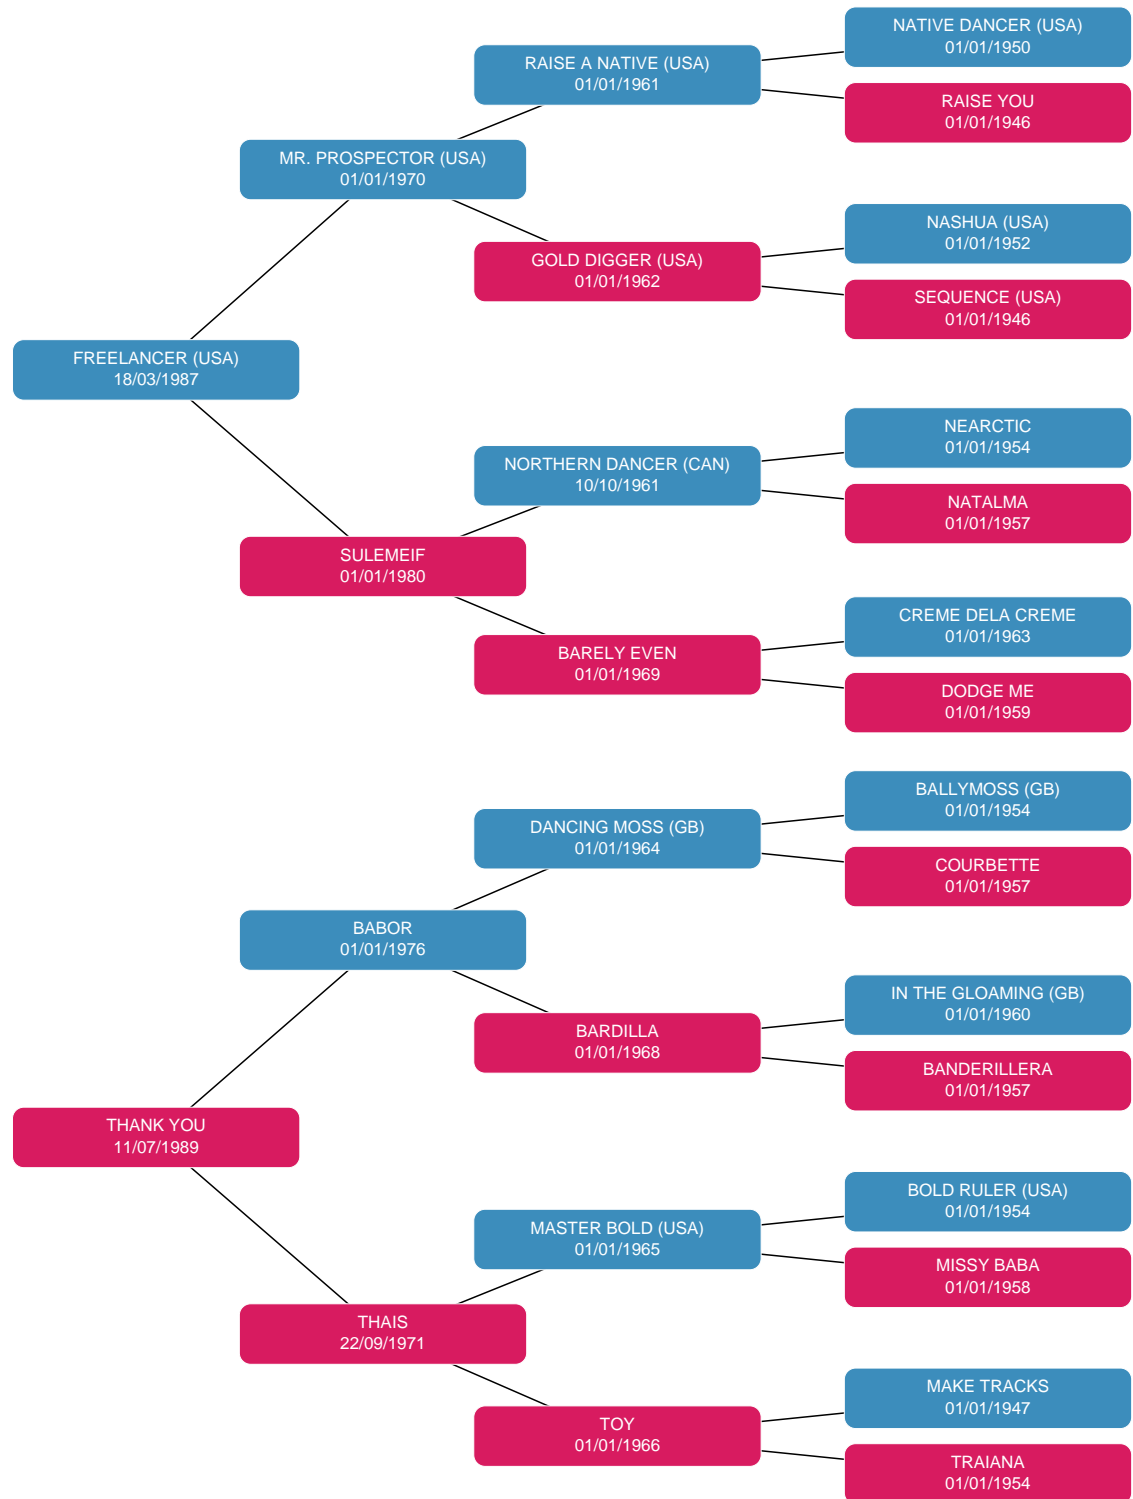 NATIVE DANCER (USA)
01/01/1950
RAISE A NATIVE (USA)
01/01/1961
RAISE YOU
01/01/1946
MR. PROSPECTOR (USA)
01/01/1970
NASHUA (USA)
01/01/1952
GOLD DIGGER (USA)
01/01/1962
SEQUENCE (USA)
01/01/1946
FREELANCER (USA)
18/03/1987
NEARCTIC
01/01/1954
NORTHERN DANCER (CAN)
10/10/1961
NATALMA
01/01/1957
SULEMEIF
01/01/1980
CREME DELA CREME
01/01/1963
BARELY EVEN
01/01/1969
DODGE ME
01/01/1959
BALLYMOSS (GB)
01/01/1954
DANCING MOSS (GB)
01/01/1964
COURBETTE
01/01/1957
BABOR
01/01/1976
IN THE GLOAMING (GB)
01/01/1960
BARDILLA
01/01/1968
BANDERILLERA
01/01/1957
THANK YOU
11/07/1989
BOLD RULER (USA)
01/01/1954
MASTER BOLD (USA)
01/01/1965
MISSY BABA
01/01/1958
THAIS
22/09/1971
MAKE TRACKS
01/01/1947
TOY
01/01/1966
TRAIANA
01/01/1954